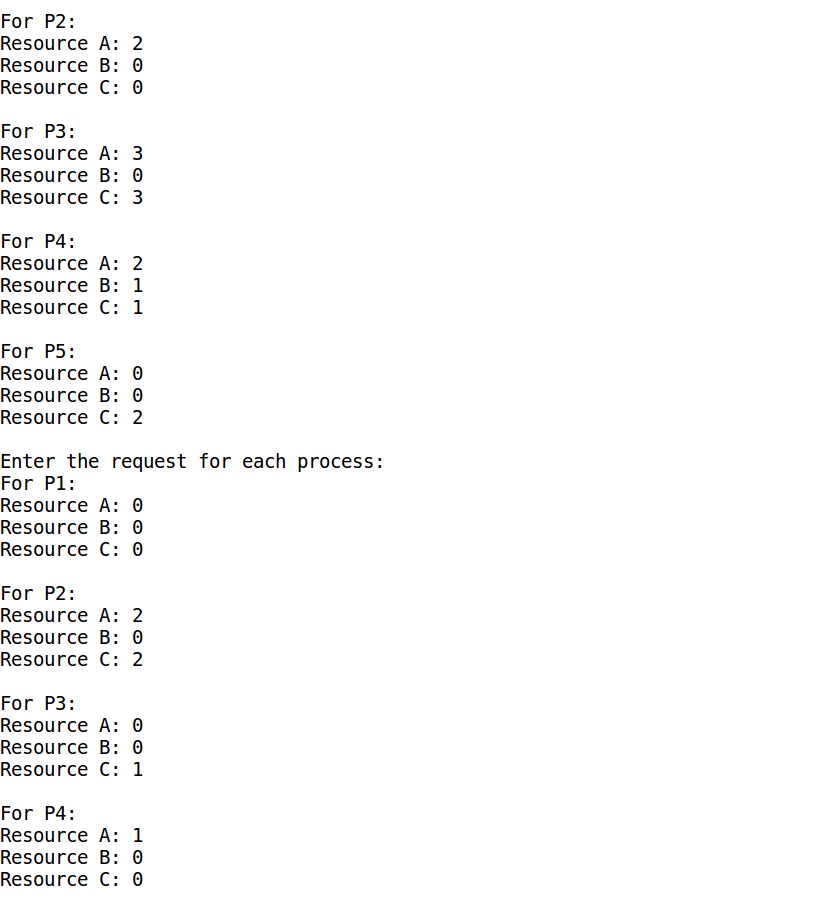 For P2:
Resource A: 2
Resource B: 0
Resource C: 0
For P3:
Resource A: 3
Resource B: 0
Resource C: 3
For P4:
Resource A: 2
Resource B: 1
Resource C: 1
For P5:
Resource A: 0
Resource B: 0
Resource C: 2
Enter the request for each process:
For P1:
Resource A: 0
Resource B: 0
Resource C: 0
For P2:
Resource A: 2
Resource B: 0
Resource C: 2
For P3:
Resource A: 0
Resource B: 0
Resource C: 1
For P4:
Resource A: 1
Resource B: 0
Resource C: 0